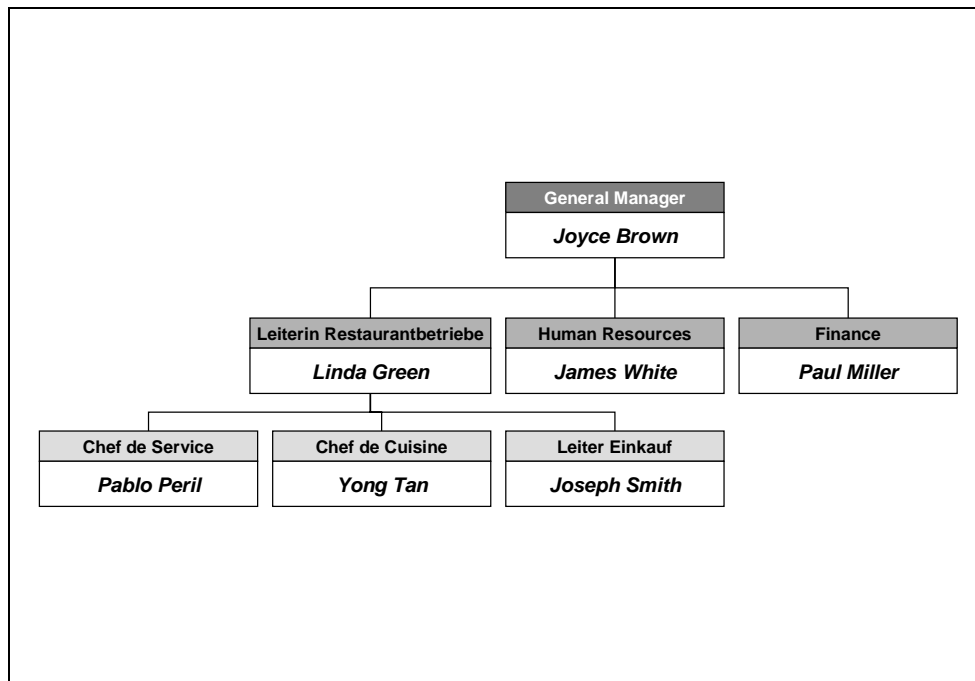 General Manager
Joyce Brown
Leiterin Restaurantbetriebe
Linda Green
Human Resources
James White
Finance
Paul Miller
Chef de Service
Pablo Peril
Chef de Cuisine
Yong Tan
Leiter Einkauf
Joseph Smith